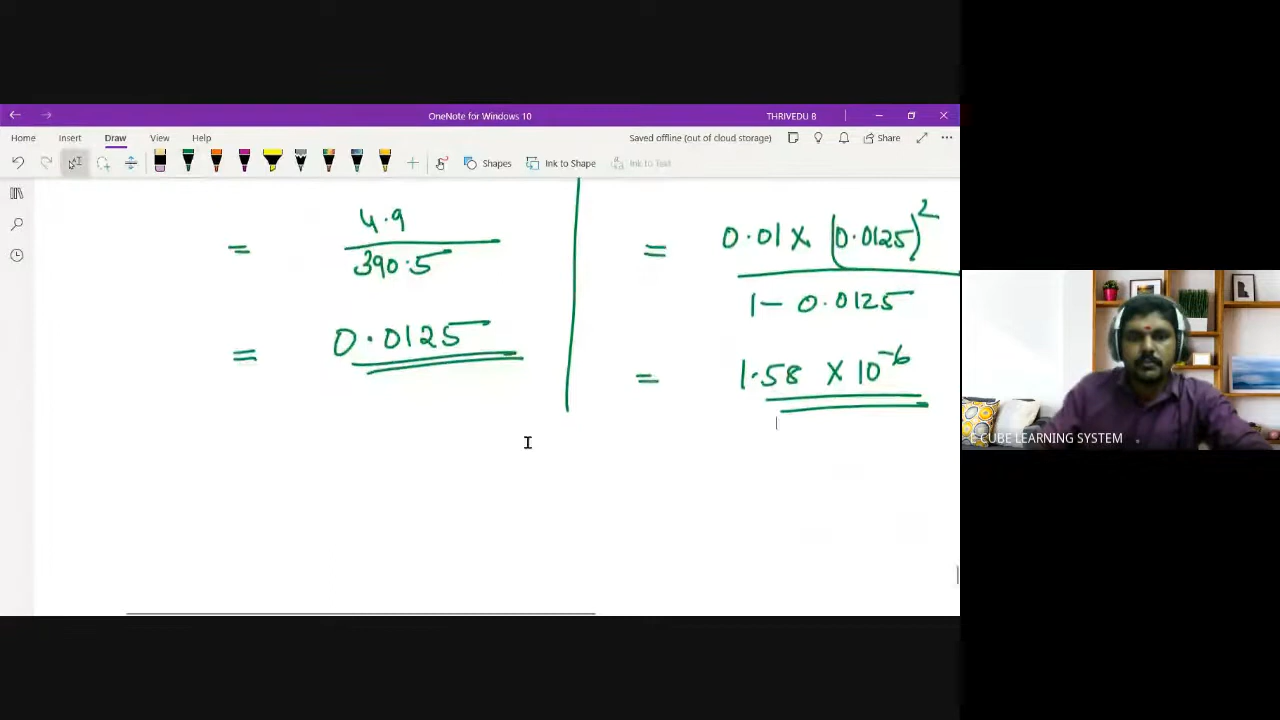 OneNote for Windows 10
THRIVEDU B
Home Insert Draw View Help
Saved offline (out of cloud storage)
Share
Shapes
Ink to Shape
Ink to Text
= 4.9
390.5
= 0.0125
= 0.01 x (0.0125)²
1 - 0.0125
= 1.58 x 10⁻⁶
E CUBE LEARNING SYSTEM